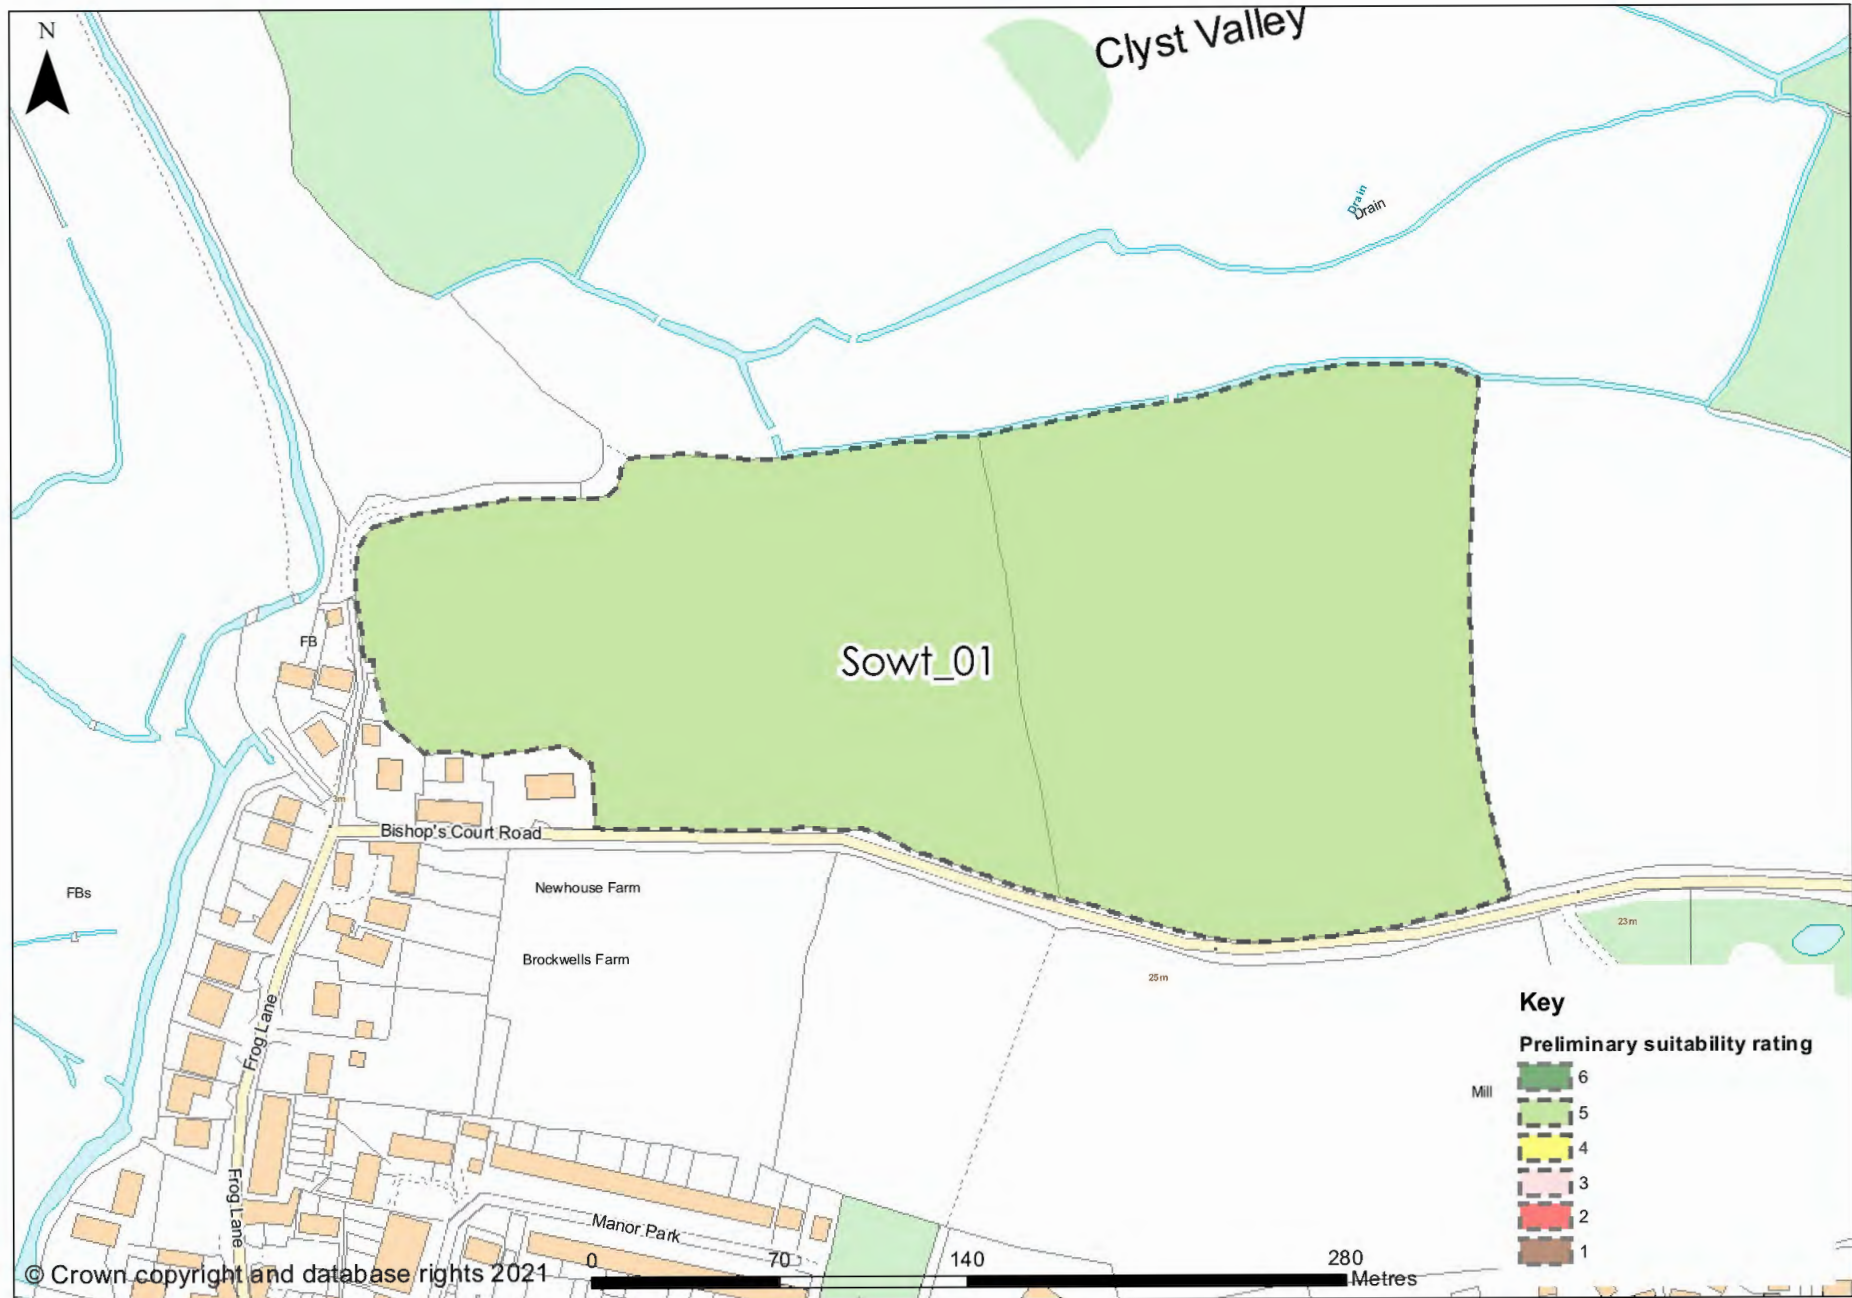 N
Clyst Valley
Drain
Drain
Sowt_01
FB
3m
Bishop's Court Road
Newhouse Farm
FBs
Brockwells Farm
23m
25m
Frog Lane
Key
Preliminary suitability rating
6
Mill
5
4
3
2
1
Frog Lane
Manor Park
0 70 140 280
Metres
© Crown copyright and database rights 2021